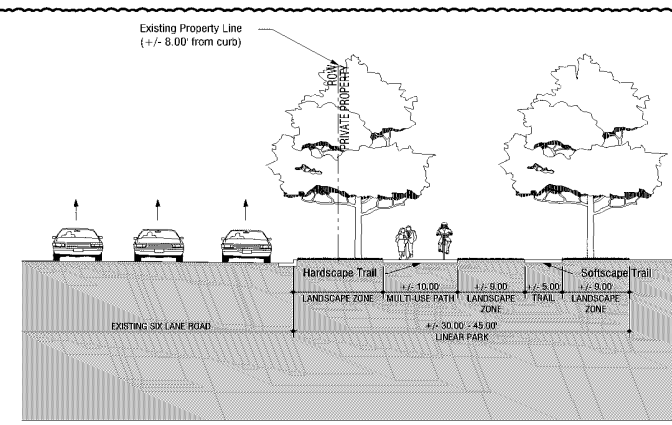 Existing Property Line
(+/- 8.00' from curb)
ROW
PRIVATE PROPERTY
Hardscape Trail
Softscape Trail
+/- 10.00'
+/- 9.00'
+/- 5.00'
+/- 9.00'
LANDSCAPE ZONE
MULTI-USE PATH
LANDSCAPE
ZONE
TRAIL
LANDSCAPE
ZONE
EXISTING SIX LANE ROAD
+/- 30.00' - 45.00'
LINEAR PARK